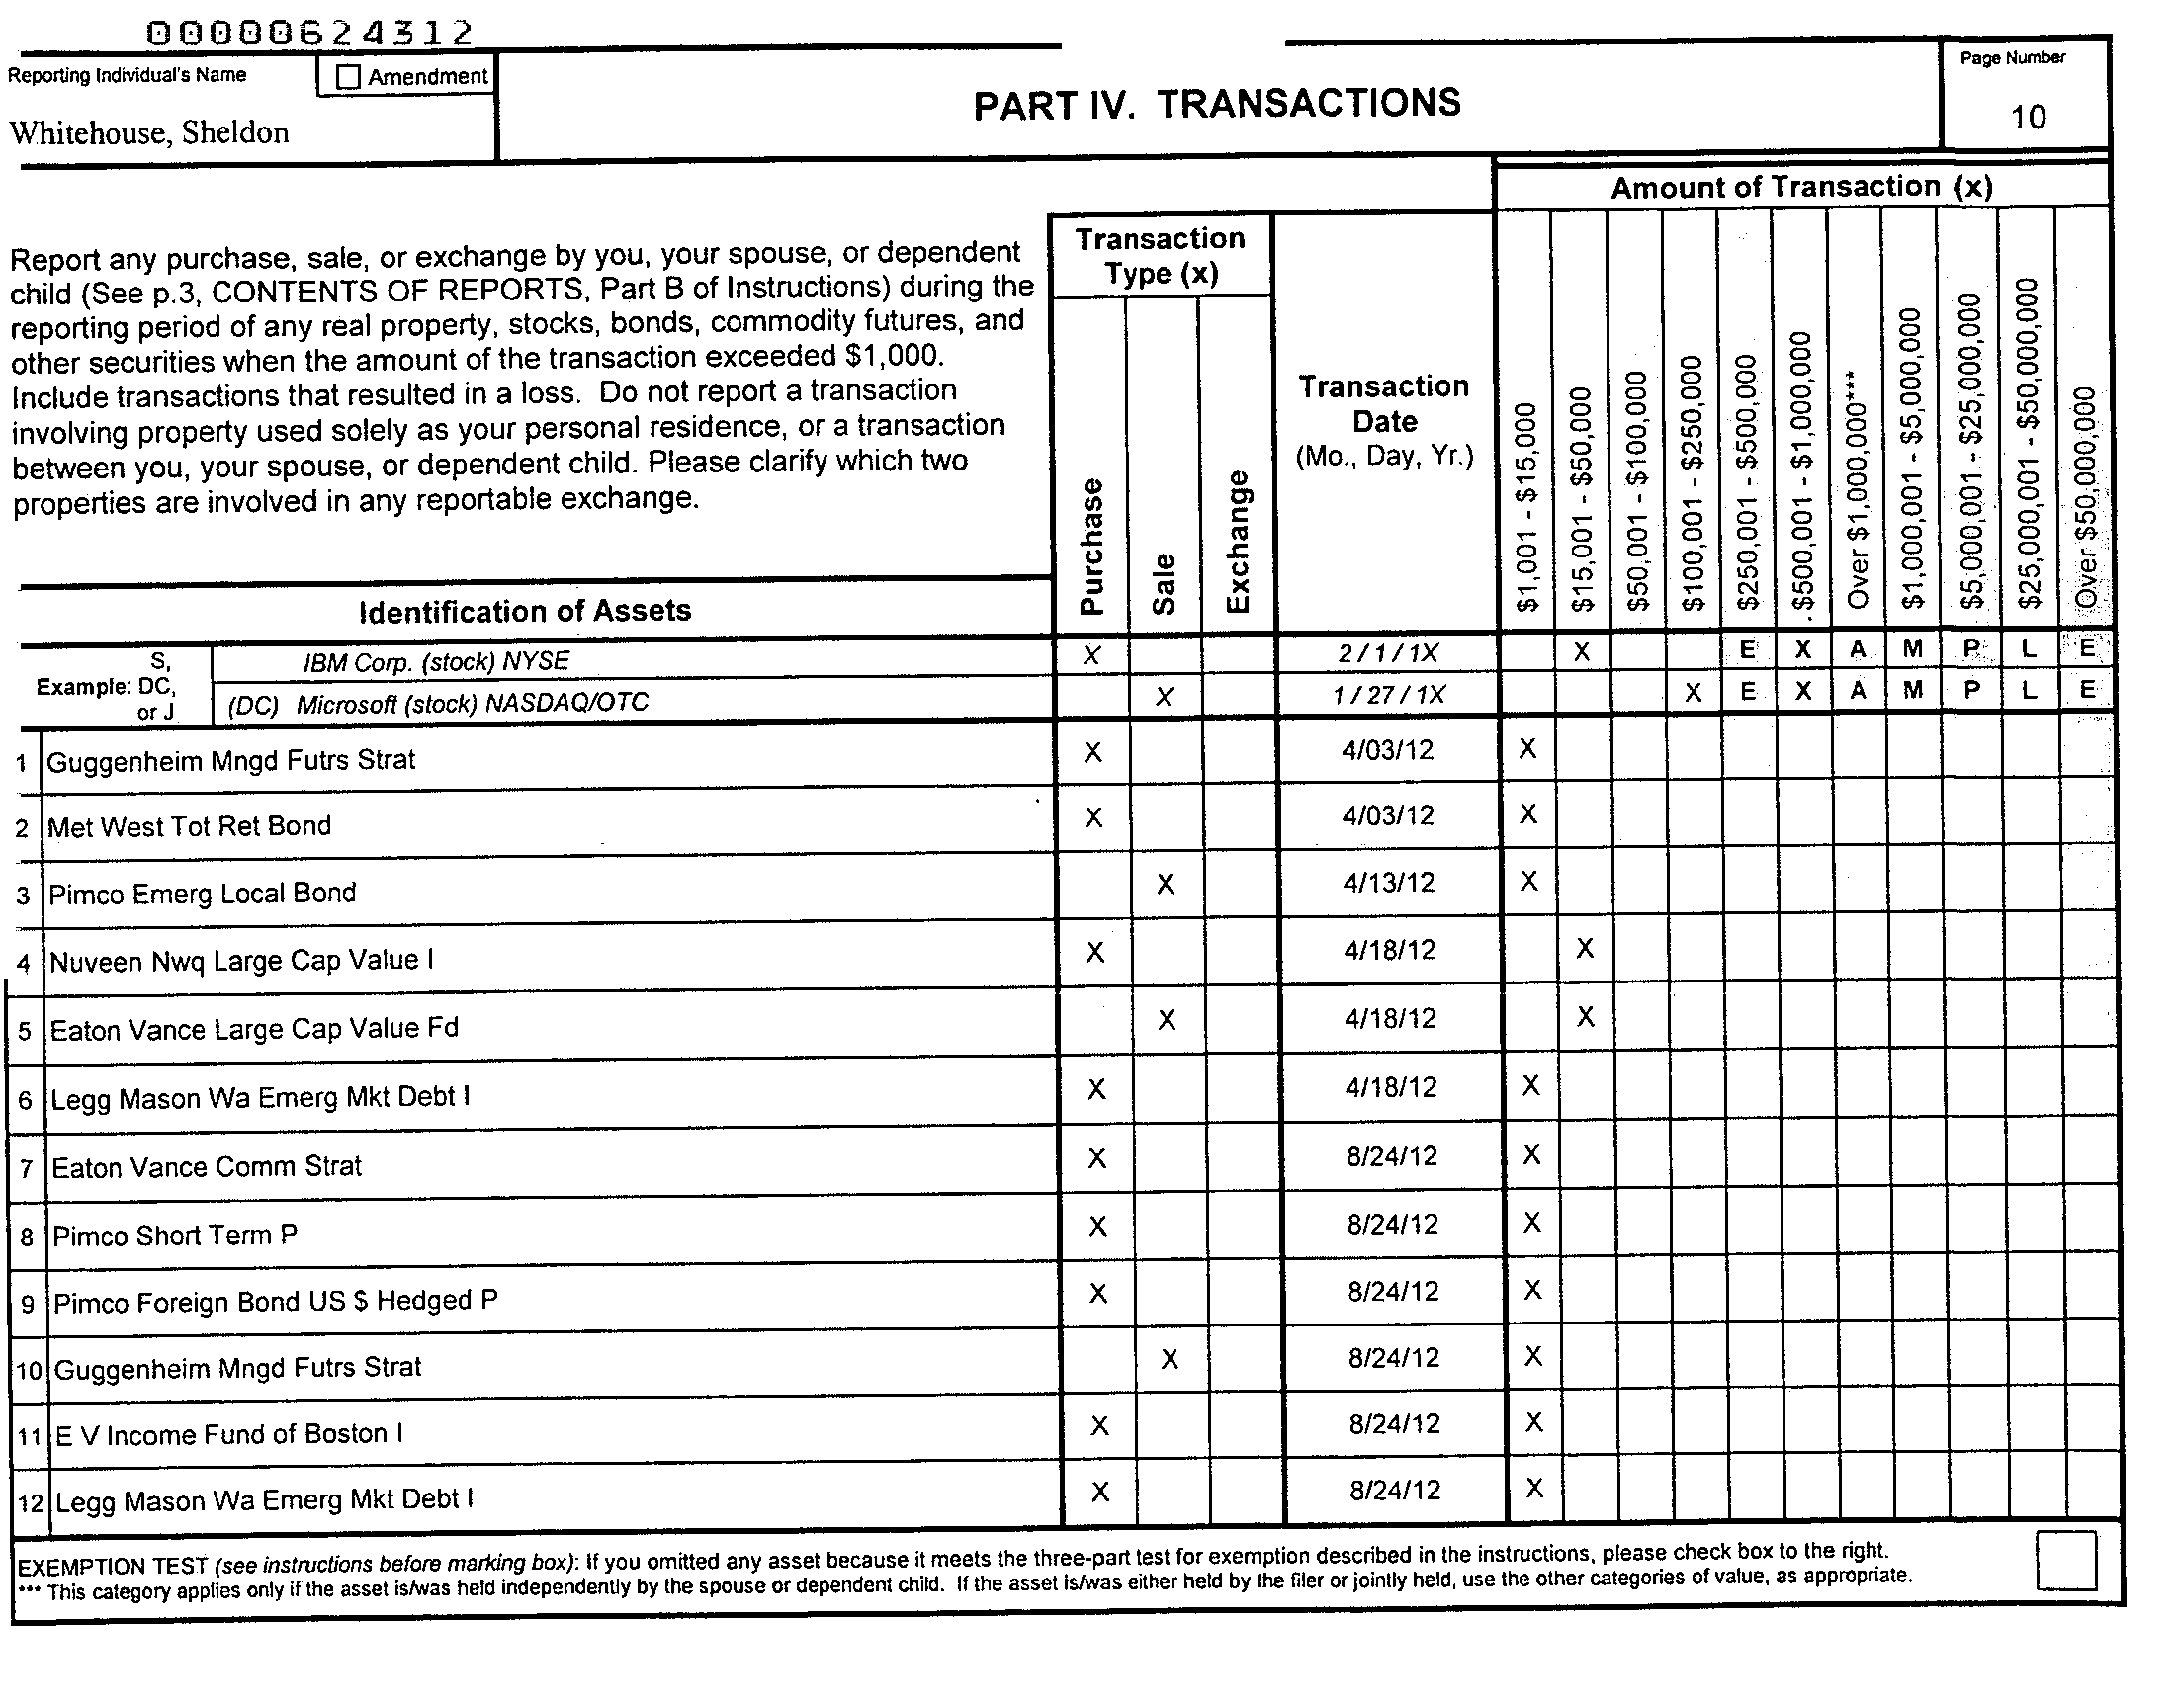 00000624312
Reporting Individual's Name
Amendment
Whitehouse, Sheldon
PART IV. TRANSACTIONS
Page Number
10
Amount of Transaction (x)
Report any purchase, sale, or exchange by you, your spouse, or dependent
child (See p.3, CONTENTS OF REPORTS, Part B of Instructions) during the
reporting period of any real property, stocks, bonds, commodity futures, and
other securities when the amount of the transaction exceeded $1,000.
Include transactions that resulted in a loss. Do not report a transaction
involving property used solely as your personal residence, or a transaction
between you, your spouse, or dependent child. Please clarify which two
properties are involved in any reportable exchange.
Transaction
Type (x)
Purchase
Sale
Exchange
Transaction
Date
(Mo., Day, Yr.)
$1,001 - $15,000
$15,001 - $50,000
$50,001 - $100,000
$100,001 - $250,000
$250,001 - $500,000
$500,001 - $1,000,000
Over $1,000,000***
$1,000,001 - $5,000,000
$5,000,001 - $25,000,000
$25,000,001 - $50,000,000
Over $50,000,000
Identification of Assets
Example:
S,
DC,
or J
IBM Corp. (stock) NYSE X 2 / 1 / 1X X E X A M P L E
(DC) Microsoft (stock) NASDAQ/OTC X 1 / 27 / 1X X E X A M P L E
1 Guggenheim Mngd Futrs Strat X 4/03/12 X
2 Met West Tot Ret Bond X 4/03/12 X
3 Pimco Emerg Local Bond X 4/13/12 X
4 Nuveen Nwq Large Cap Value I X 4/18/12 X
5 Eaton Vance Large Cap Value Fd X 4/18/12 X
6 Legg Mason Wa Emerg Mkt Debt I X 4/18/12 X
7 Eaton Vance Comm Strat X 8/24/12 X
8 Pimco Short Term P X 8/24/12 X
9 Pimco Foreign Bond US $ Hedged P X 8/24/12 X
10 Guggenheim Mngd Futrs Strat X 8/24/12 X
11 E V Income Fund of Boston I X 8/24/12 X
12 Legg Mason Wa Emerg Mkt Debt I X 8/24/12 X
EXEMPTION TEST (see instructions before marking box): If you omitted any asset because it meets the three-part test for exemption described in the instructions, please check box to the right.
*** This category applies only if the asset is/was held independently by the spouse or dependent child. If the asset is/was either held by the filer or jointly held, use the other categories of value, as appropriate.